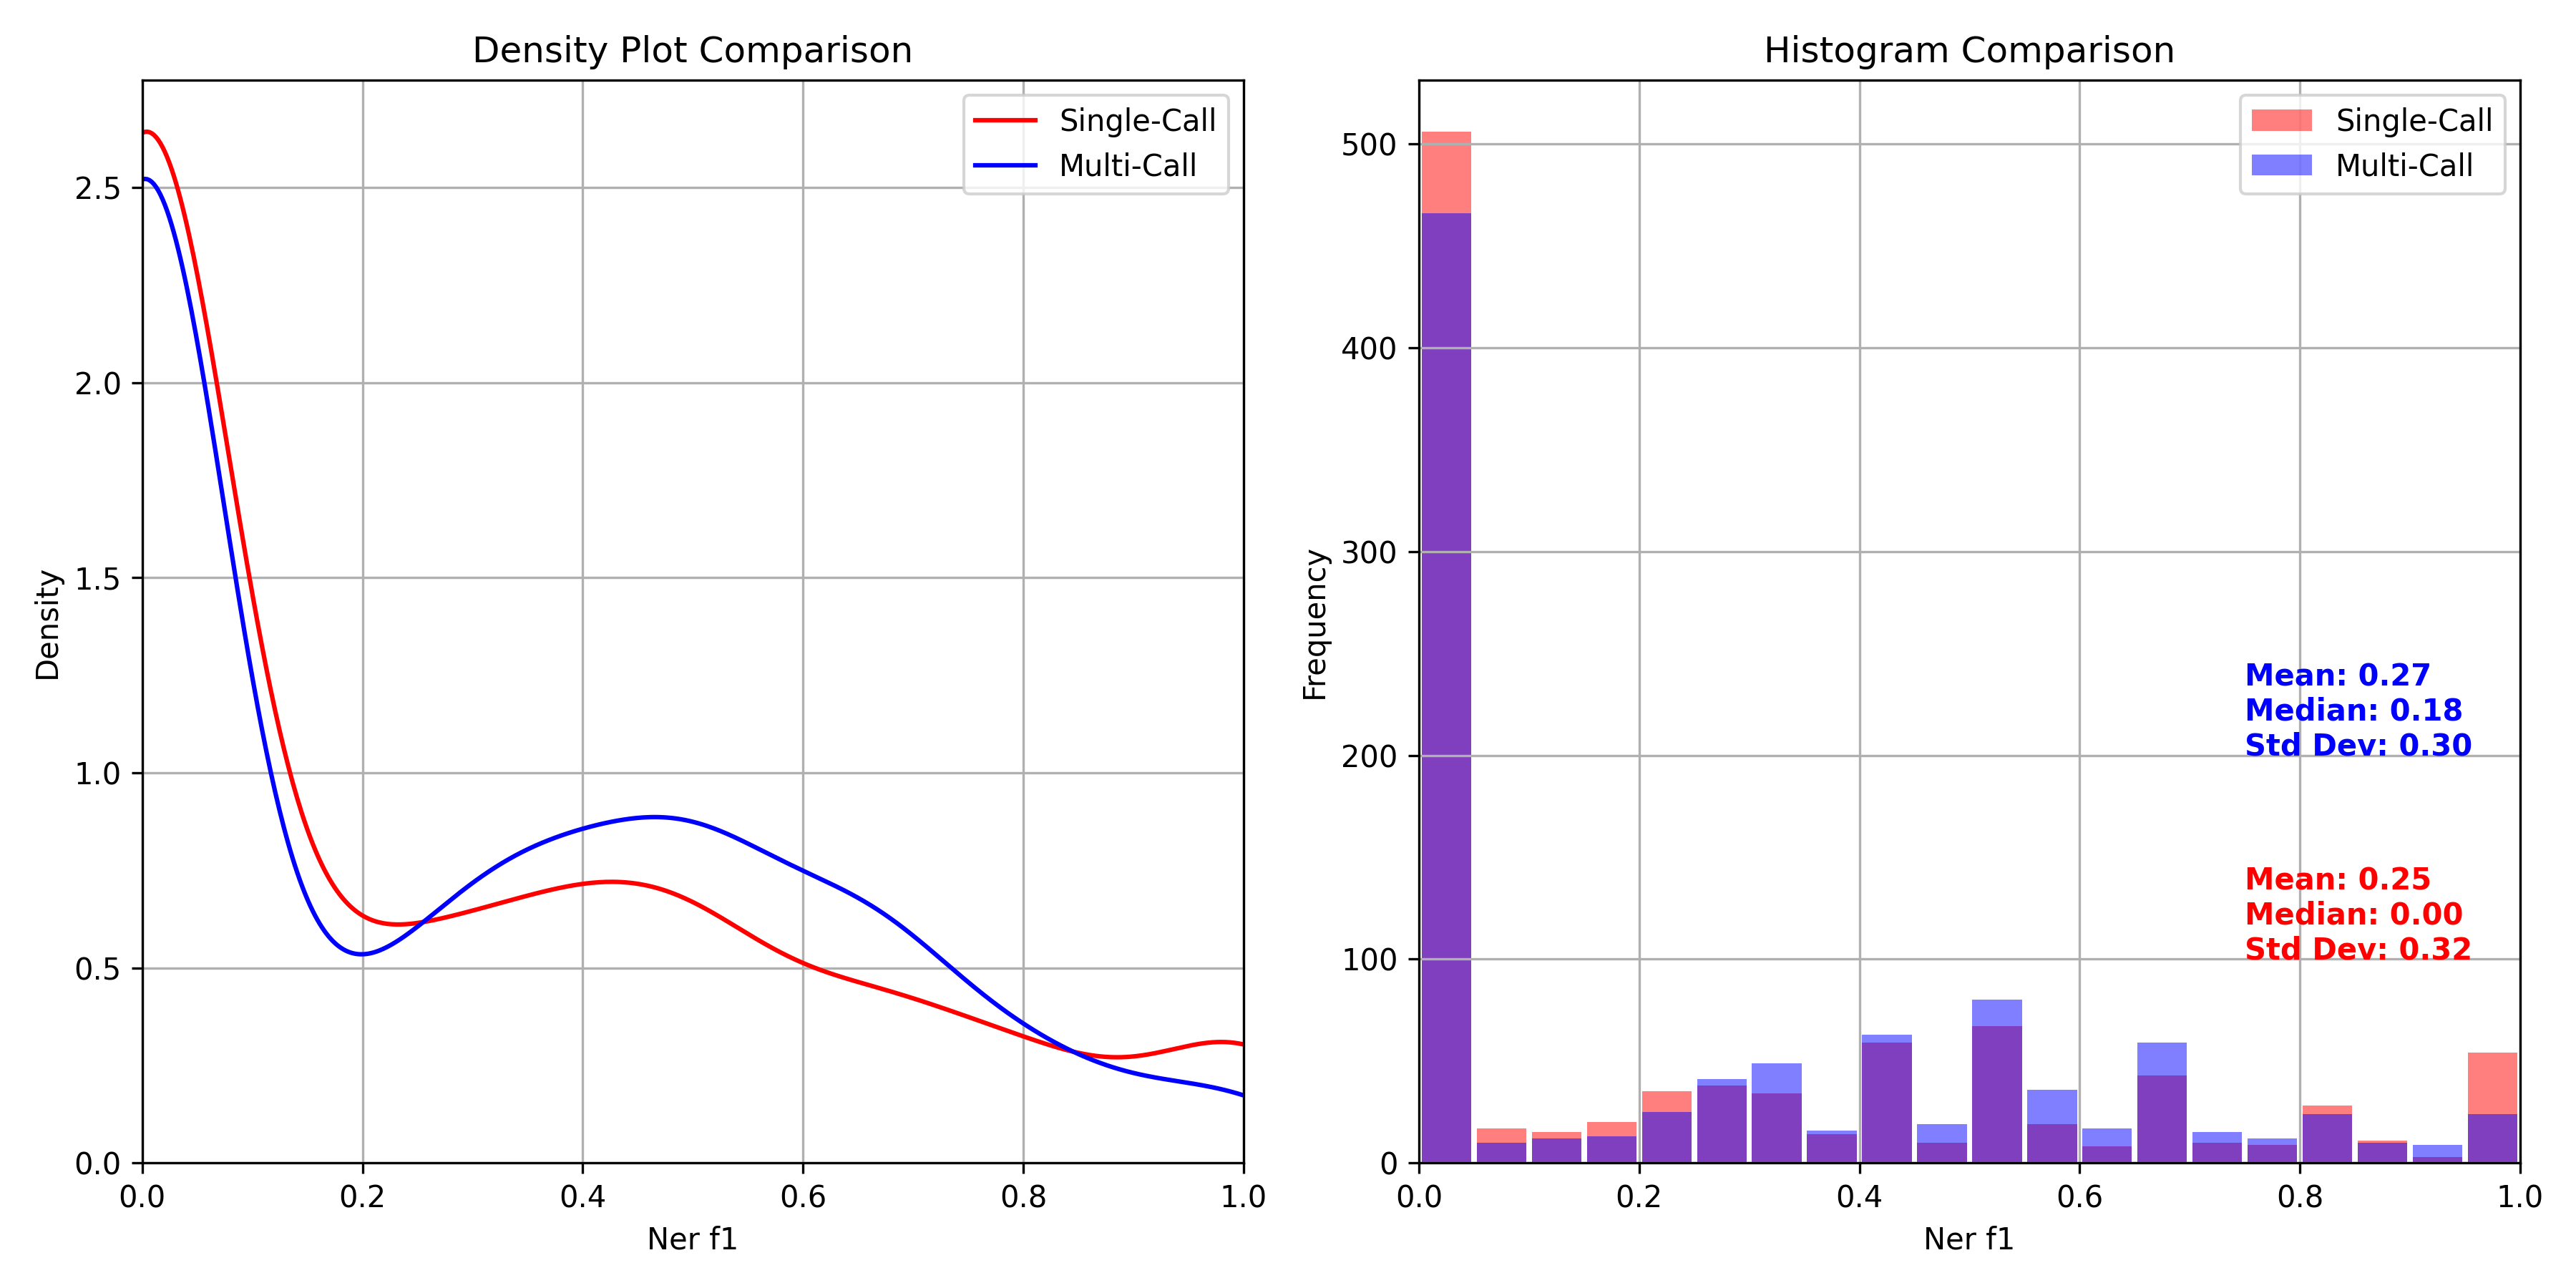 Density Plot Comparison
Single-Call
Multi-Call
2.5
2.0
1.5
1.0
0.5
0.0
Density
0.0 0.2 0.4 0.6 0.8 1.0
Ner f1
Histogram Comparison
Single-Call
Multi-Call
500
400
300
200
100
0
Frequency
Mean: 0.27
Median: 0.18
Std Dev: 0.30
Mean: 0.25
Median: 0.00
Std Dev: 0.32
0.0 0.2 0.4 0.6 0.8 1.0
Ner f1